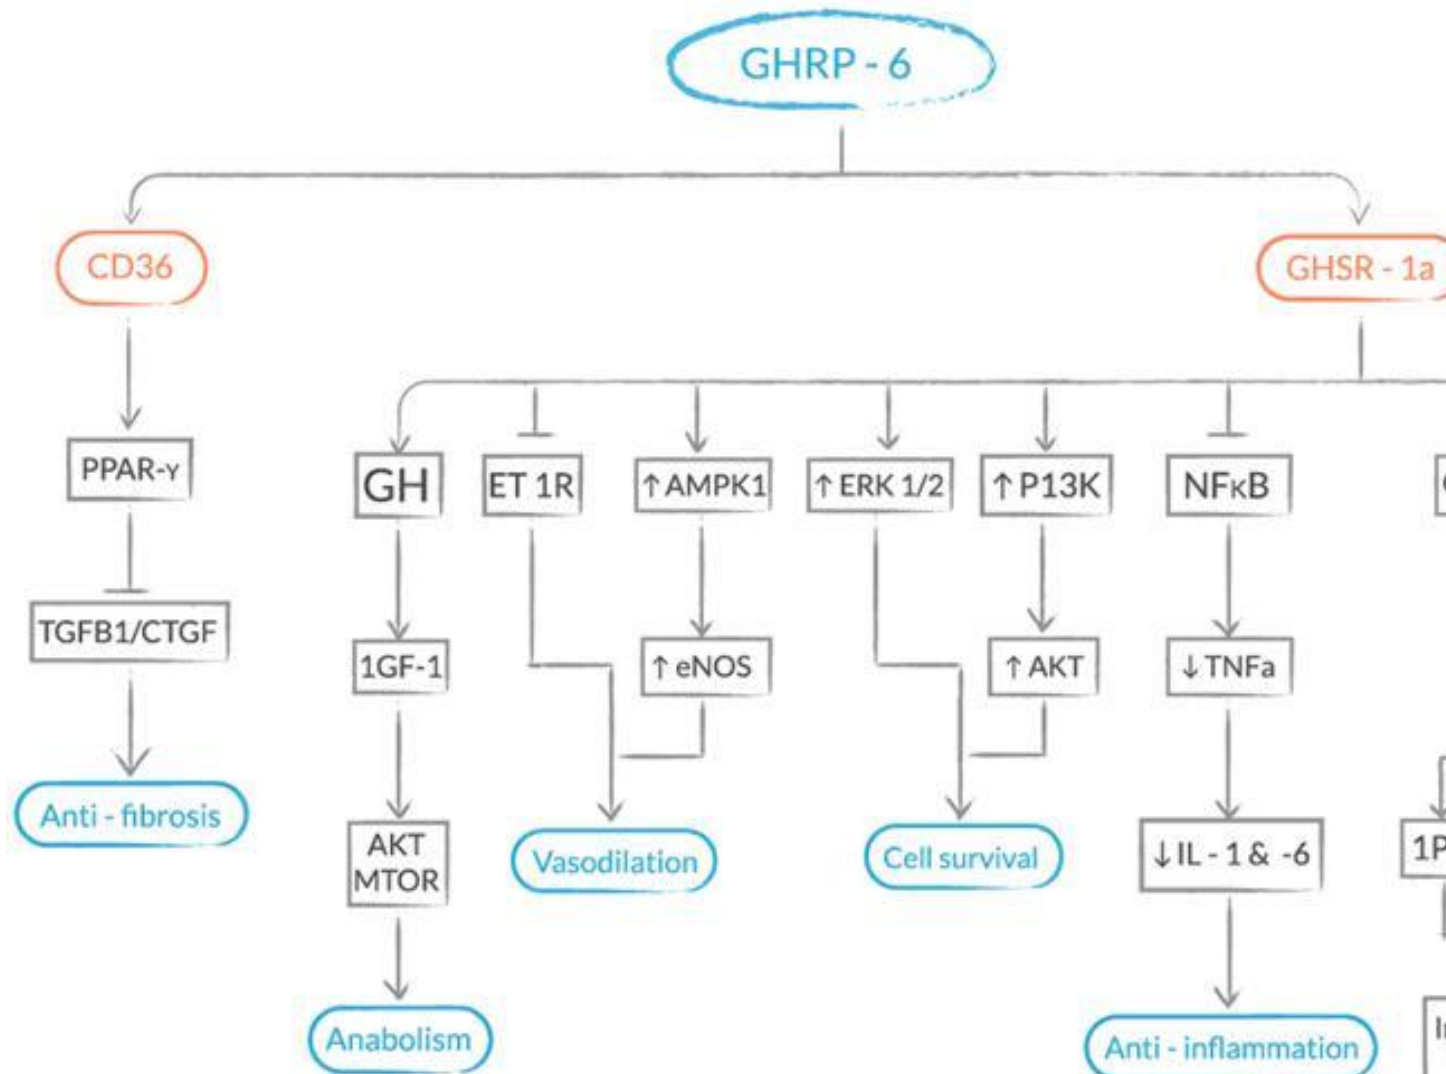 GHRP - 6
CD36
GHSR - 1a
PPAR-γ
GH
ET 1R
↑ AMPK1
↑ ERK 1/2
↑ P13K
NFκB
TGFB1/CTGF
1GF-1
↑ eNOS
↑ AKT
↓ TNFa
Anti - fibrosis
AKT
MTOR
Vasodilation
Cell survival
↓ IL - 1 & -6
1P
Anabolism
Anti - inflammation